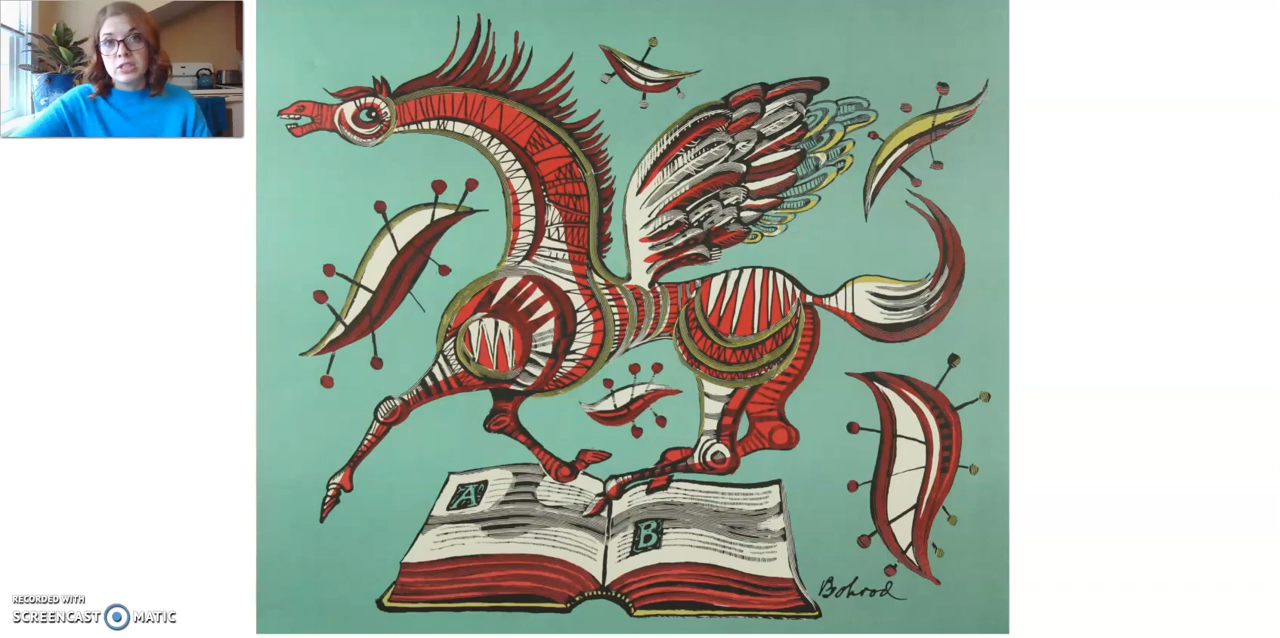 A
B
Bohrod
RECORDED WITH
SCREENCAST MATIC